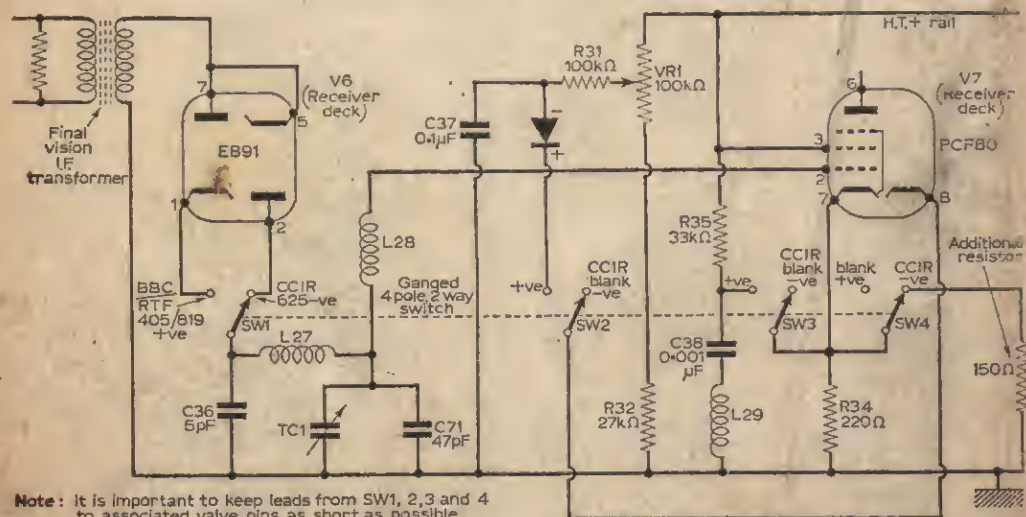 H.T.+ rail
R31
100kΩ
VR1
100kΩ
6
V7
(Receiver
deck)
PCF80
3
2
7
8
7
V6
(Receiver
deck)
5
EB91
1
2
C37
0.1µF
-
+
Final
vision
I.F.
transformer
L28
R35
33kΩ
Additional
resistor
BBC
RTF
405/819
+ve
CCIR
625-ve
SW1
Ganged
4 pole, 2 way
switch
+ve
CCIR
blank
-ve
SW2
+ve
CCIR
blank
-ve
SW3
blank
+ve
CCIR
-ve
SW4
L27
C38
0.001
µF
150Ω
C36
5pF
TC1
C71
47pF
R32
27kΩ
L29
R34
220Ω
Note: It is important to keep leads from SW1, 2,3 and 4
to associated valve pins as short as possible